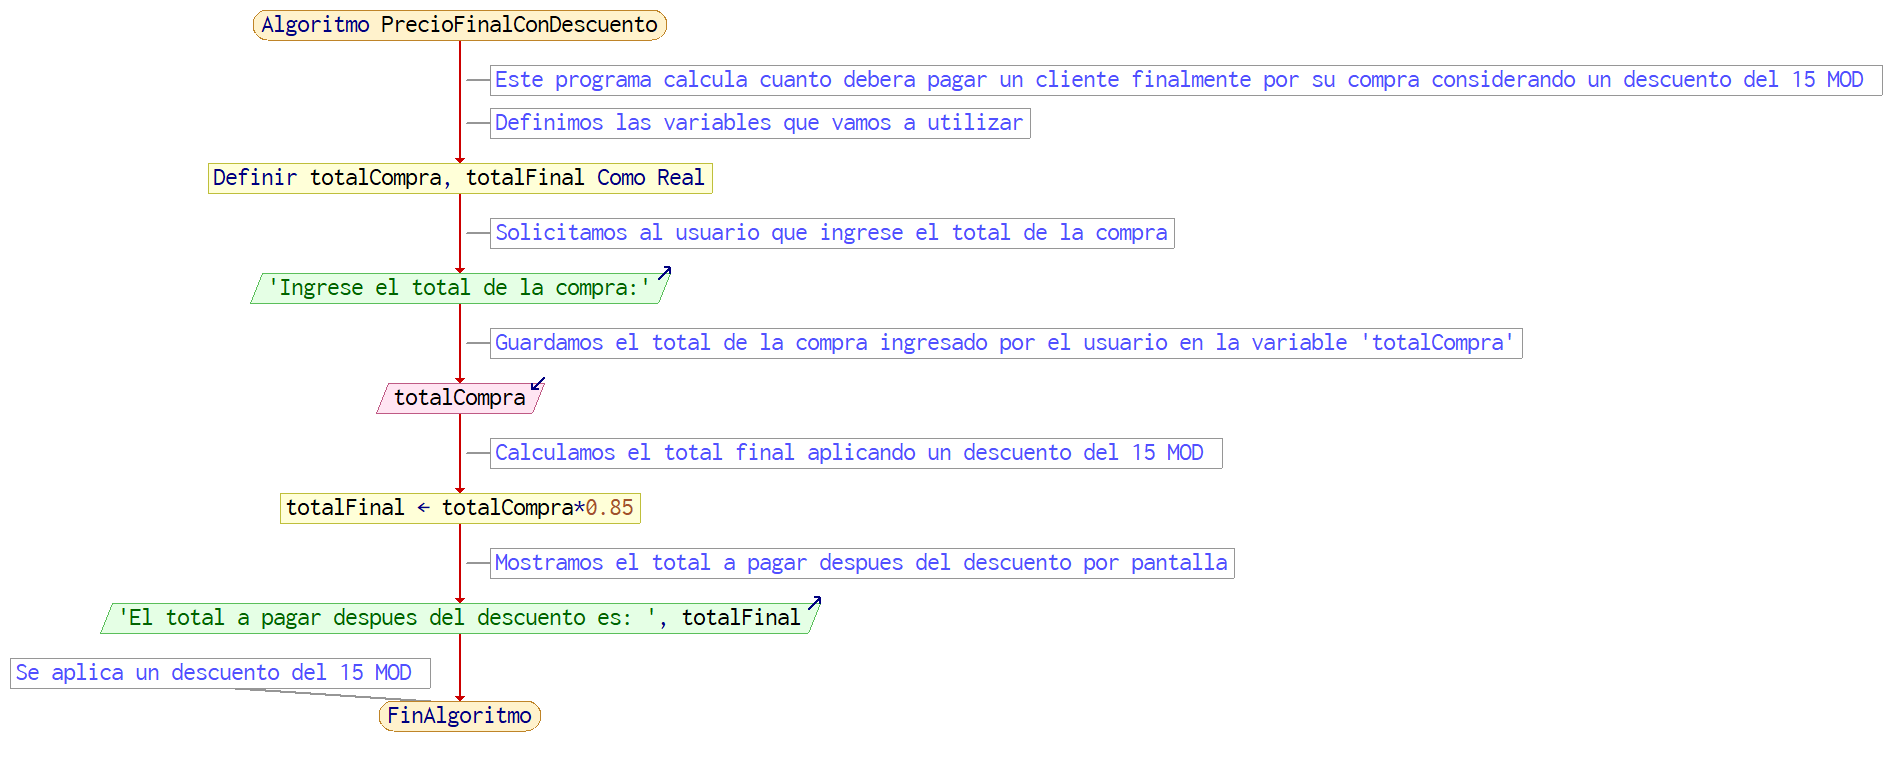 Algoritmo PrecioFinalConDescuento
Este programa calcula cuanto debera pagar un cliente finalmente por su compra considerando un descuento del 15 MOD
Definimos las variables que vamos a utilizar
Definir totalCompra, totalFinal Como Real
Solicitamos al usuario que ingrese el total de la compra
'Ingrese el total de la compra:'
Guardamos el total de la compra ingresado por el usuario en la variable 'totalCompra'
totalCompra
Calculamos el total final aplicando un descuento del 15 MOD
totalFinal ← totalCompra*0.85
Mostramos el total a pagar despues del descuento por pantalla
'El total a pagar despues del descuento es: ', totalFinal
Se aplica un descuento del 15 MOD
FinAlgoritmo